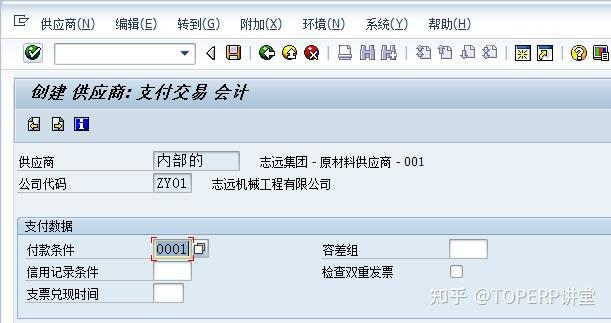 供应商(N) 编辑(E) 转到(G) 附加(X) 环境(N) 系统(Y) 帮助(H)
创建 供应商: 支付交易 会计
供应商 内部的 志远集团 - 原材料供应商 - 001
公司代码 ZY01 志远机械工程有限公司
支付数据
付款条件 0001 容差组
信用记录条件 检查双重发票
支票兑现时间
知乎 @TOPERP讲堂